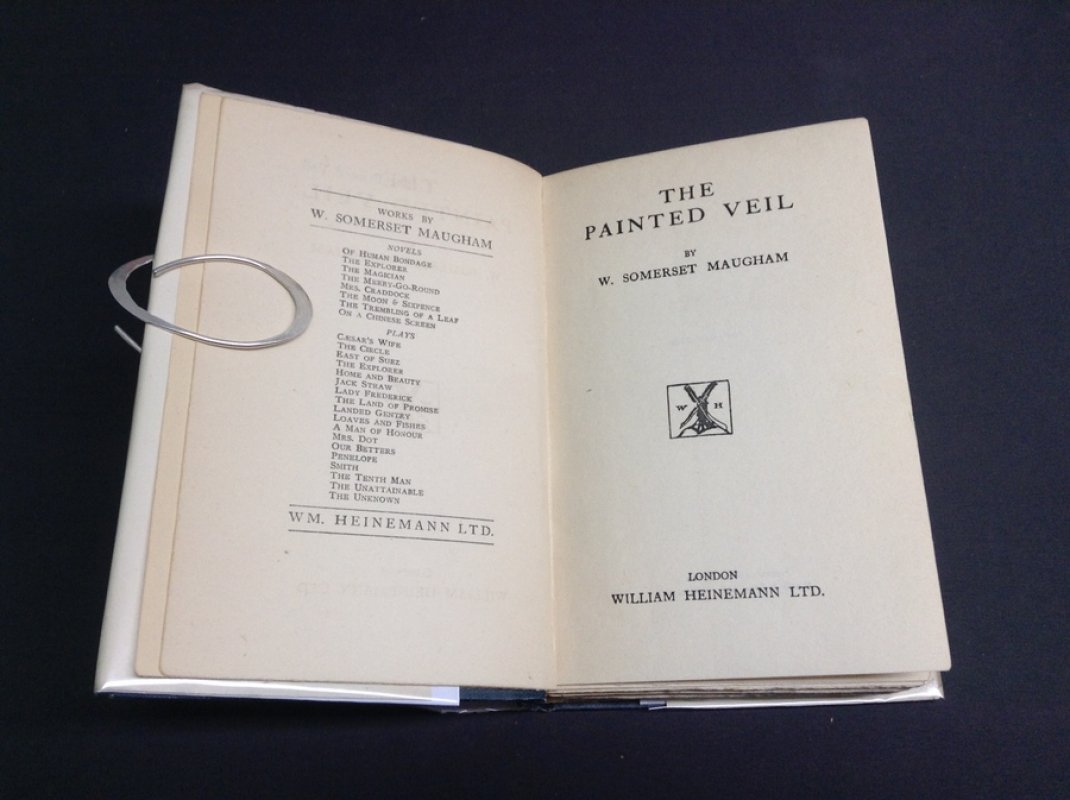 WORKS BY
W. SOMERSET MAUGHAM
NOVELS
OF HUMAN BONDAGE
THE EXPLORER
THE MAGICIAN
THE MERRY-GO-ROUND
MRS. CRADDOCK
THE MOON & SIXPENCE
THE TREMBLING OF A LEAF
ON A CHINESE SCREEN
PLAYS
CÆSAR'S WIFE
THE CIRCLE
EAST OF SUEZ
THE EXPLORER
HOME AND BEAUTY
JACK STRAW
LADY FREDERICK
THE LAND OF PROMISE
LANDED GENTRY
LOAVES AND FISHES
A MAN OF HONOUR
MRS. DOT
OUR BETTERS
PENELOPE
SMITH
THE TENTH MAN
THE UNATTAINABLE
THE UNKNOWN
WM. HEINEMANN LTD.
THE
PAINTED VEIL
BY
W. SOMERSET MAUGHAM
W H
LONDON
WILLIAM HEINEMANN LTD.